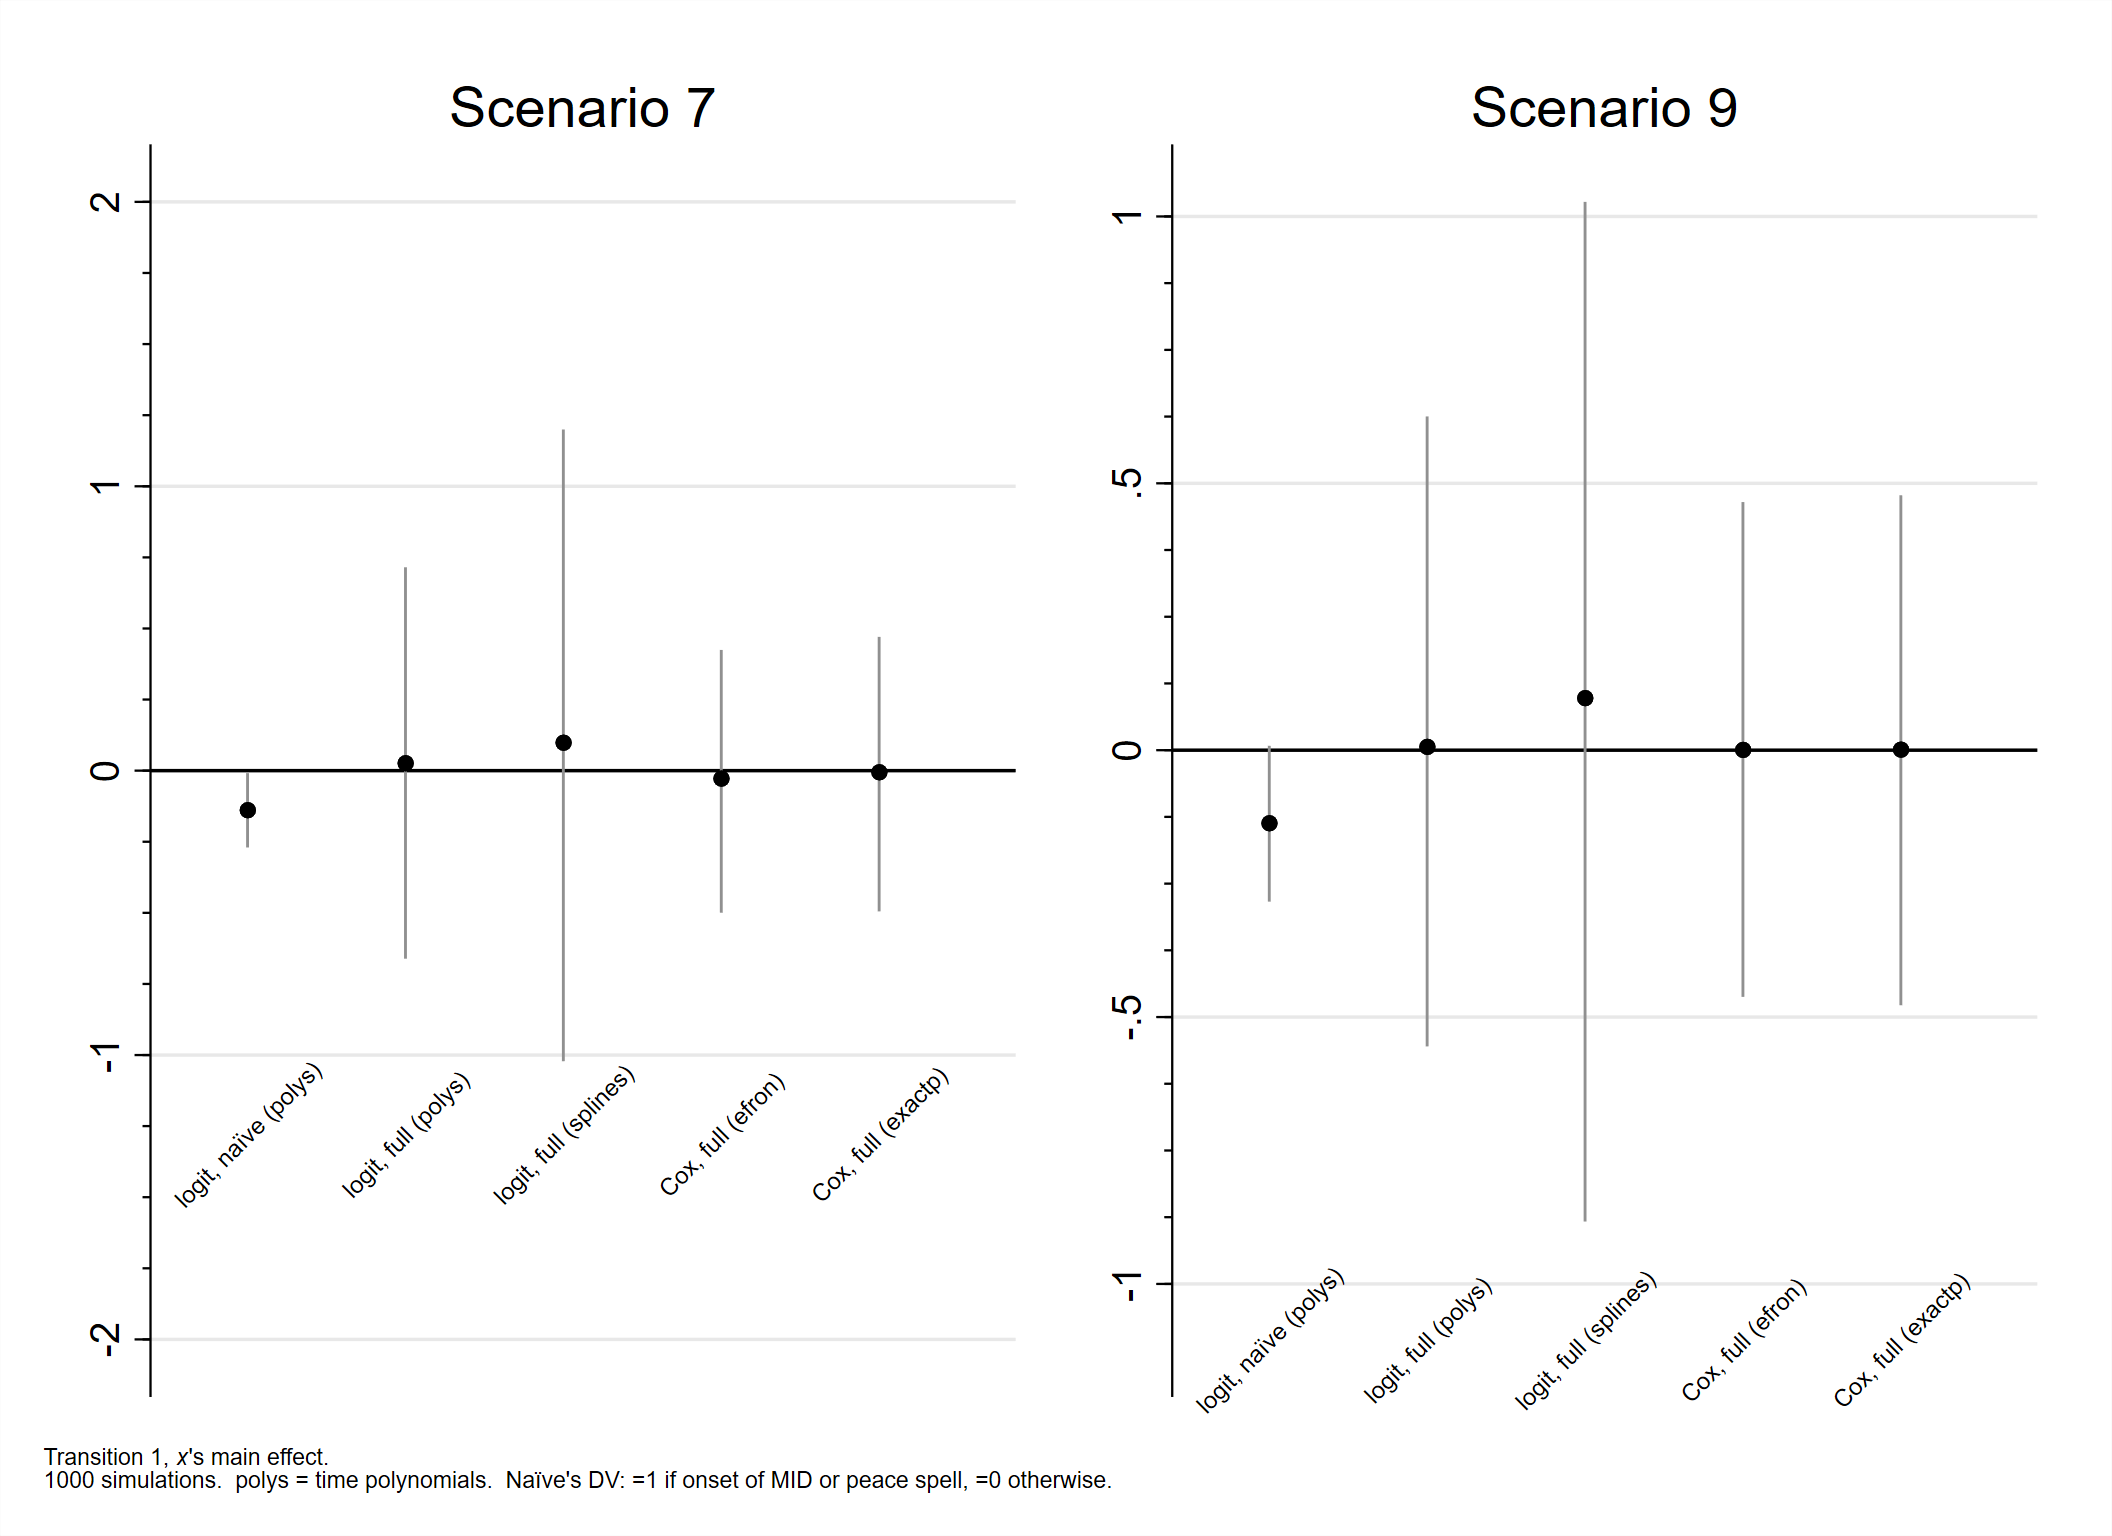 Scenario 7
2
1
0
-1
-2
logit, naïve (polys)
logit, full (polys)
logit, full (splines)
Cox, full (efron)
Cox, full (exactp)
Scenario 9
1
.5
0
-.5
-1
logit, naïve (polys)
logit, full (polys)
logit, full (splines)
Cox, full (efron)
Cox, full (exactp)
Transition 1, x's main effect.
1000 simulations.  polys = time polynomials.  Naïve's DV: =1 if onset of MID or peace spell, =0 otherwise.